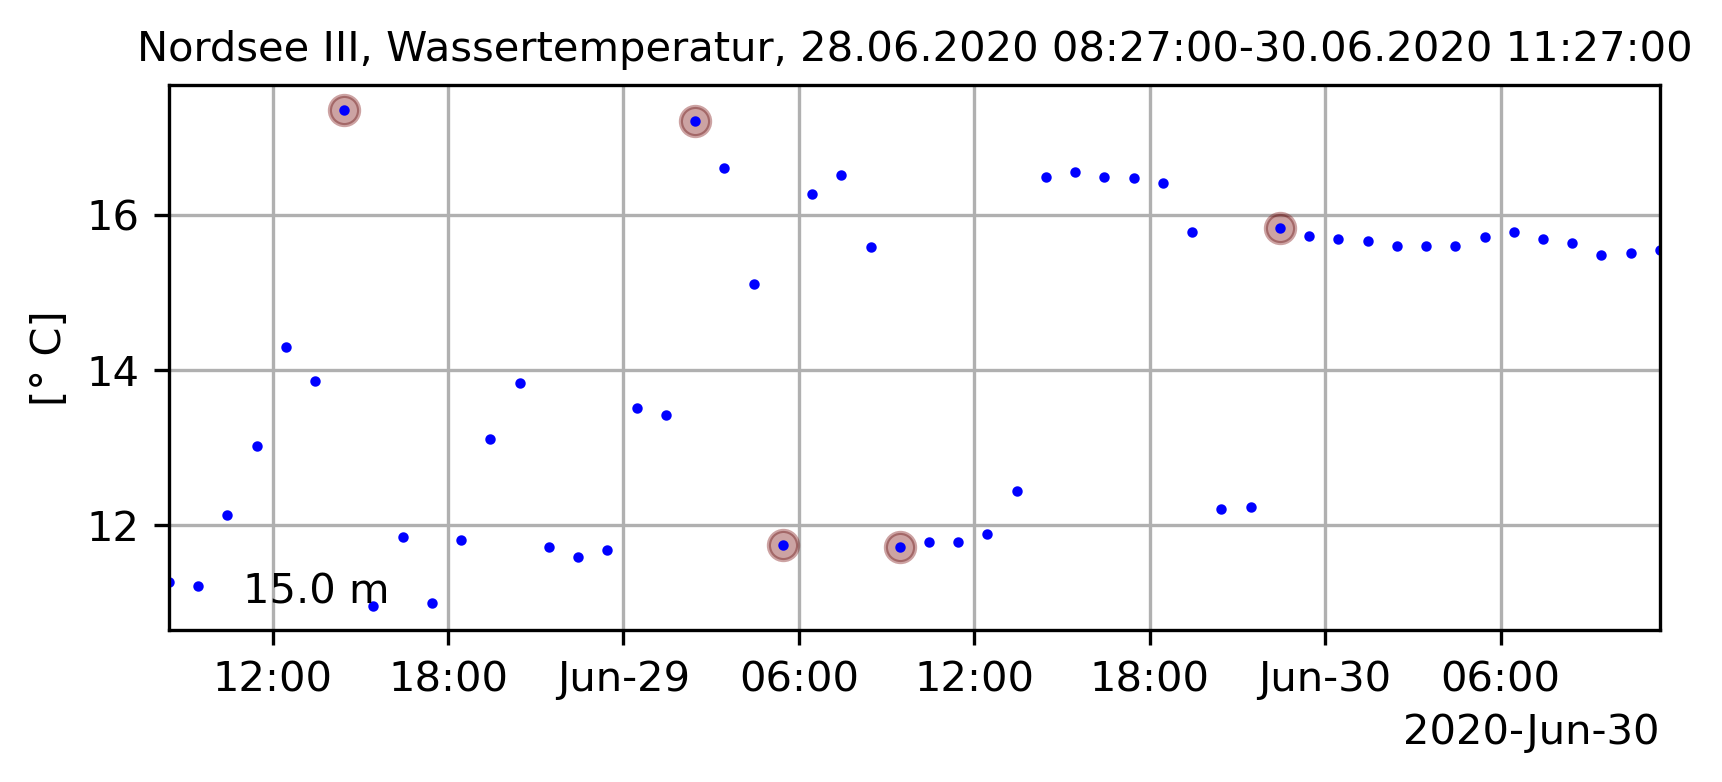 Nordsee III, Wassertemperatur, 28.06.2020 08:27:00-30.06.2020 11:27:00
[° C]
16
14
12
15.0 m
12:00 18:00 Jun-29 06:00 12:00 18:00 Jun-30 06:00
2020-Jun-30